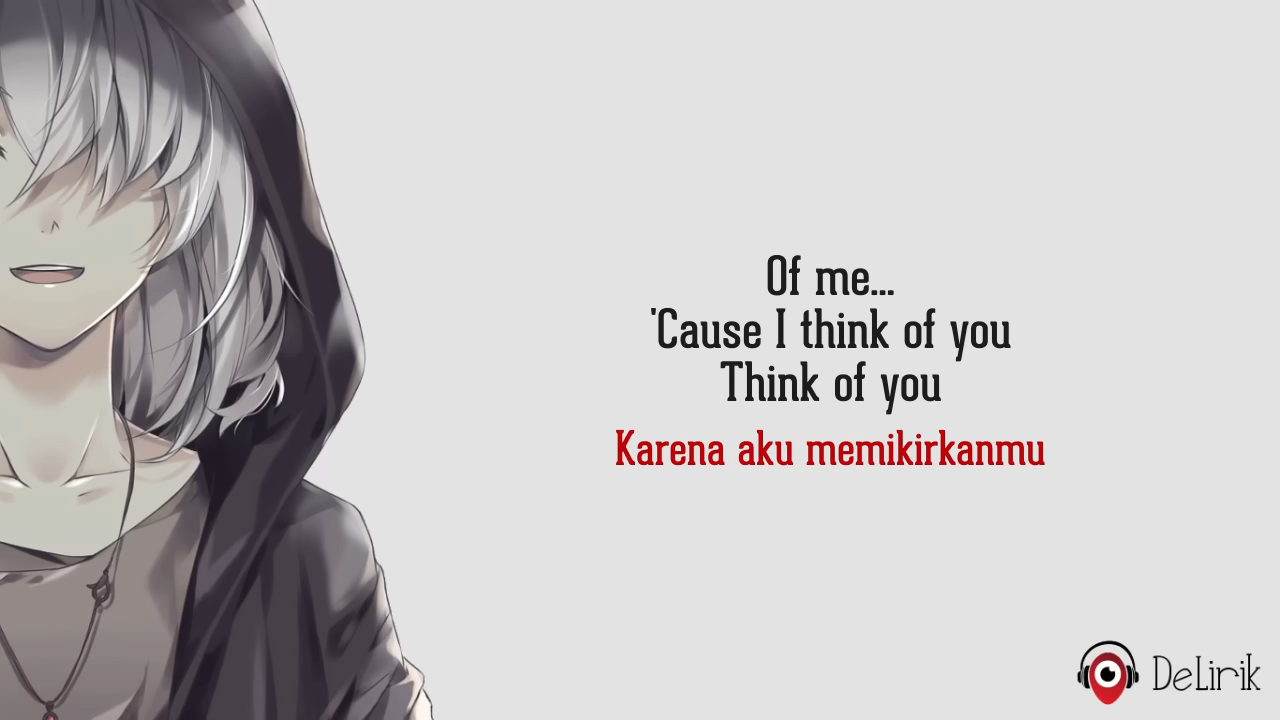 Of me...
'Cause I think of you
Think of you
Karena aku memikirkanmu
DeLirik